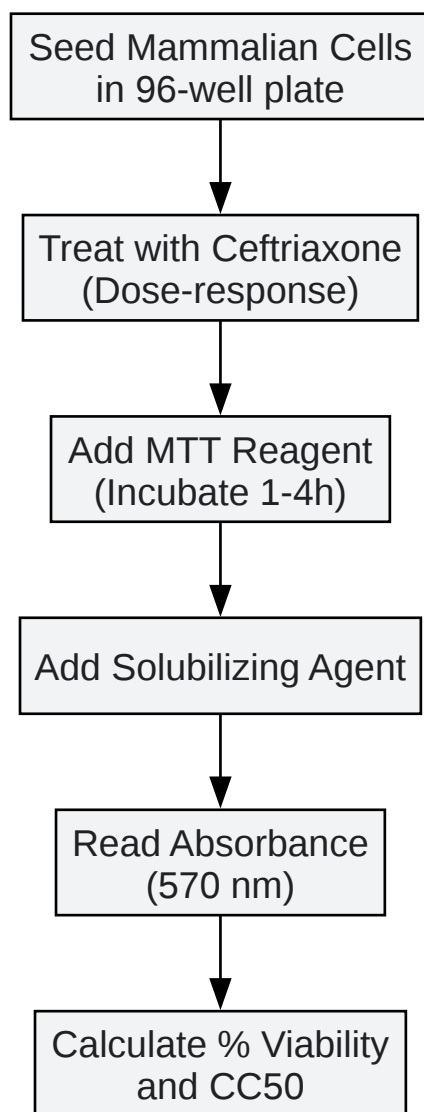 Seed Mammalian Cells
in 96-well plate
Treat with Ceftriaxone
(Dose-response)
Add MTT Reagent
(Incubate 1-4h)
Add Solubilizing Agent
Read Absorbance
(570 nm)
Calculate % Viability
and CC50